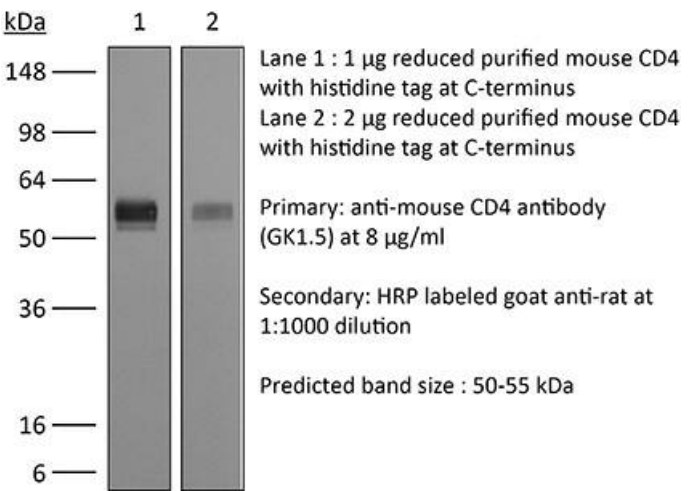 kDa
1 2
148
98
64
50
36
16
6
Lane 1 : 1 µg reduced purified mouse CD4
with histidine tag at C-terminus
Lane 2 : 2 µg reduced purified mouse CD4
with histidine tag at C-terminus
Primary: anti-mouse CD4 antibody
(GK1.5) at 8 µg/ml
Secondary: HRP labeled goat anti-rat at
1:1000 dilution
Predicted band size : 50-55 kDa